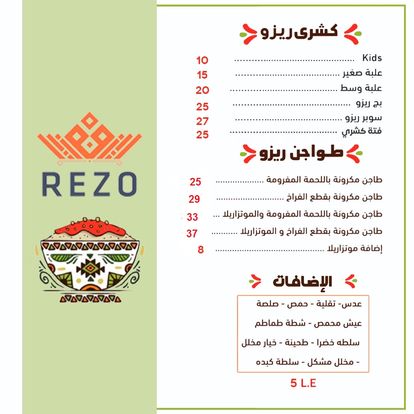 REZO
كشرى ريزو
Kids ........................................ 10
علبة صغير ........................................ 15
علبة وسط ........................................ 20
بج ريزو ........................................ 25
سوبر ريزو ........................................ 27
فتة كشري ........................................ 25
طواجن ريزو
طاجن مكرونة باللحمة المفرومة .................. 25
طاجن مكرونة بقطع الفراخ .................. 29
طاجن مكرونة باللحمة المفرومة والموتزاريلا ... 33
طاجن مكرونة بقطع الفراخ و الموتزاريلا ........... 37
إضافة موتزاريلا ........................................ 8
الإضافات
عدس- تقلية - حمص - صلصة
عيش محمص - شطة طماطم
سلطه خضرا - طحينة - خيار مخلل
- مخلل مشكل - سلطة كبده
5 L.E